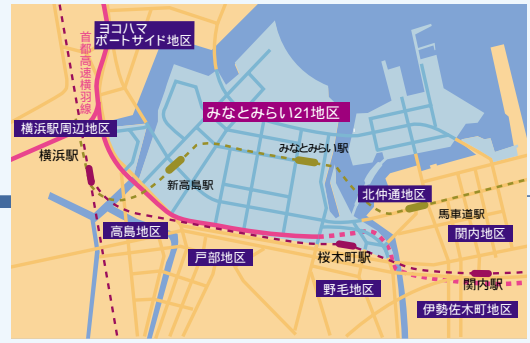 ヨコハマ
ポートサイド地区
首都高速横羽線
みなとみらい21地区
横浜駅周辺地区
横浜駅
みなとみらい駅
新高島駅
北仲通地区
馬車道駅
高島地区
関内地区
戸部地区
桜木町駅
関内駅
野毛地区
伊勢佐木町地区